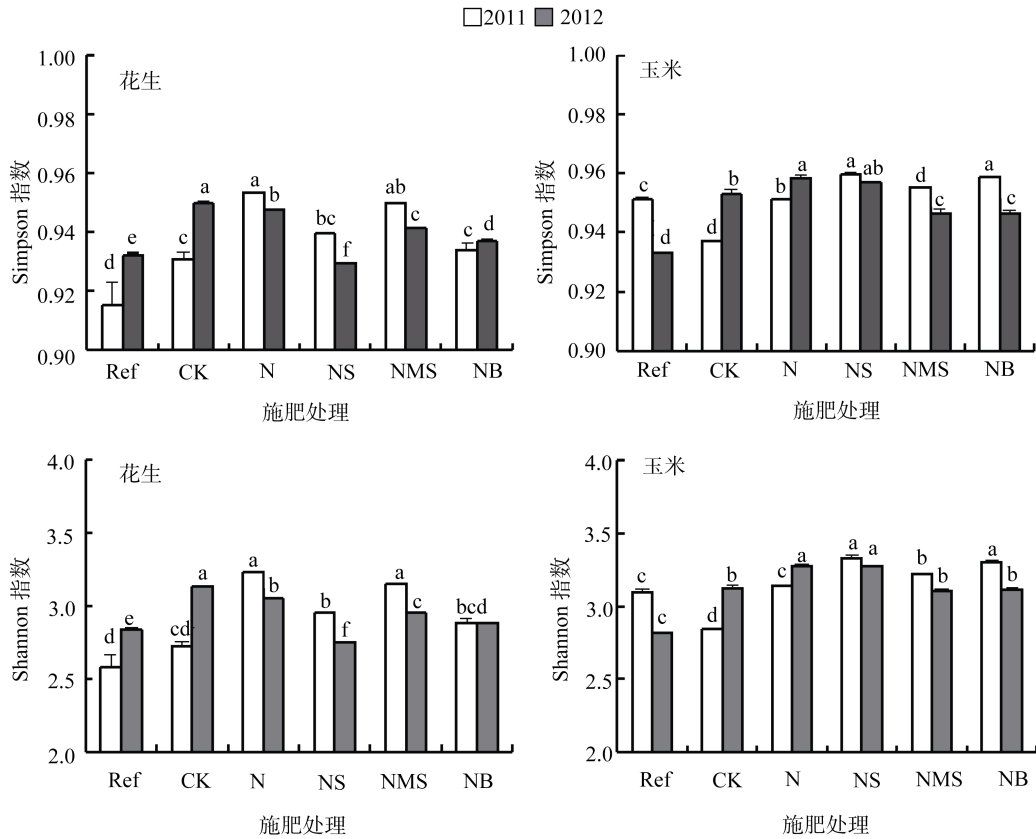 2011 2012
花生
Simpson 指数
1.00
0.98
0.96
0.94
0.92
0.90
d e c a a b bc f ab c c d
Ref CK N NS NMS NB
施肥处理
玉米
Simpson 指数
1.00
0.98
0.96
0.94
0.92
0.90
c d d b b a a ab d c a c
Ref CK N NS NMS NB
施肥处理
花生
Shannon 指数
4.0
3.5
3.0
2.5
2.0
d e cd a a b b f a c bcd
Ref CK N NS NMS NB
施肥处理
玉米
Shannon 指数
4.0
3.5
3.0
2.5
2.0
c c d b c a a a b b a b
Ref CK N NS NMS NB
施肥处理